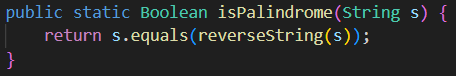 public static Boolean isPalindrome(String s) {
    return s.equals(reverseString(s));
}